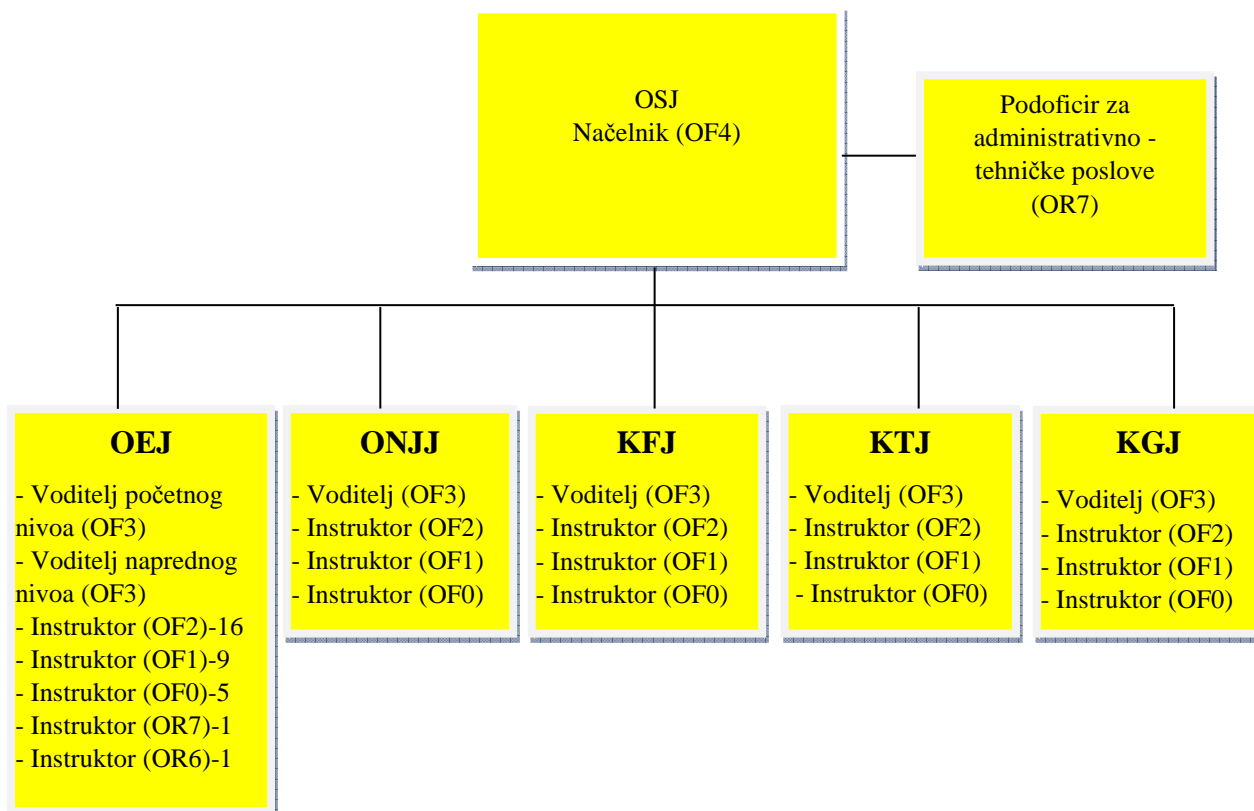 OSJ
Načelnik (OF4)
Podoficir za
administrativno -
tehničke poslove
(OR7)
OEJ
- Voditelj početnog
nivoa (OF3)
- Voditelj naprednog
nivoa (OF3)
- Instruktor (OF2)-16
- Instruktor (OF1)-9
- Instruktor (OF0)-5
- Instruktor (OR7)-1
- Instruktor (OR6)-1
ONJJ
- Voditelj (OF3)
- Instruktor (OF2)
- Instruktor (OF1)
- Instruktor (OF0)
KFJ
- Voditelj (OF3)
- Instruktor (OF2)
- Instruktor (OF1)
- Instruktor (OF0)
KTJ
- Voditelj (OF3)
- Instruktor (OF2)
- Instruktor (OF1)
- Instruktor (OF0)
KGJ
- Voditelj (OF3)
- Instruktor (OF2)
- Instruktor (OF1)
- Instruktor (OF0)